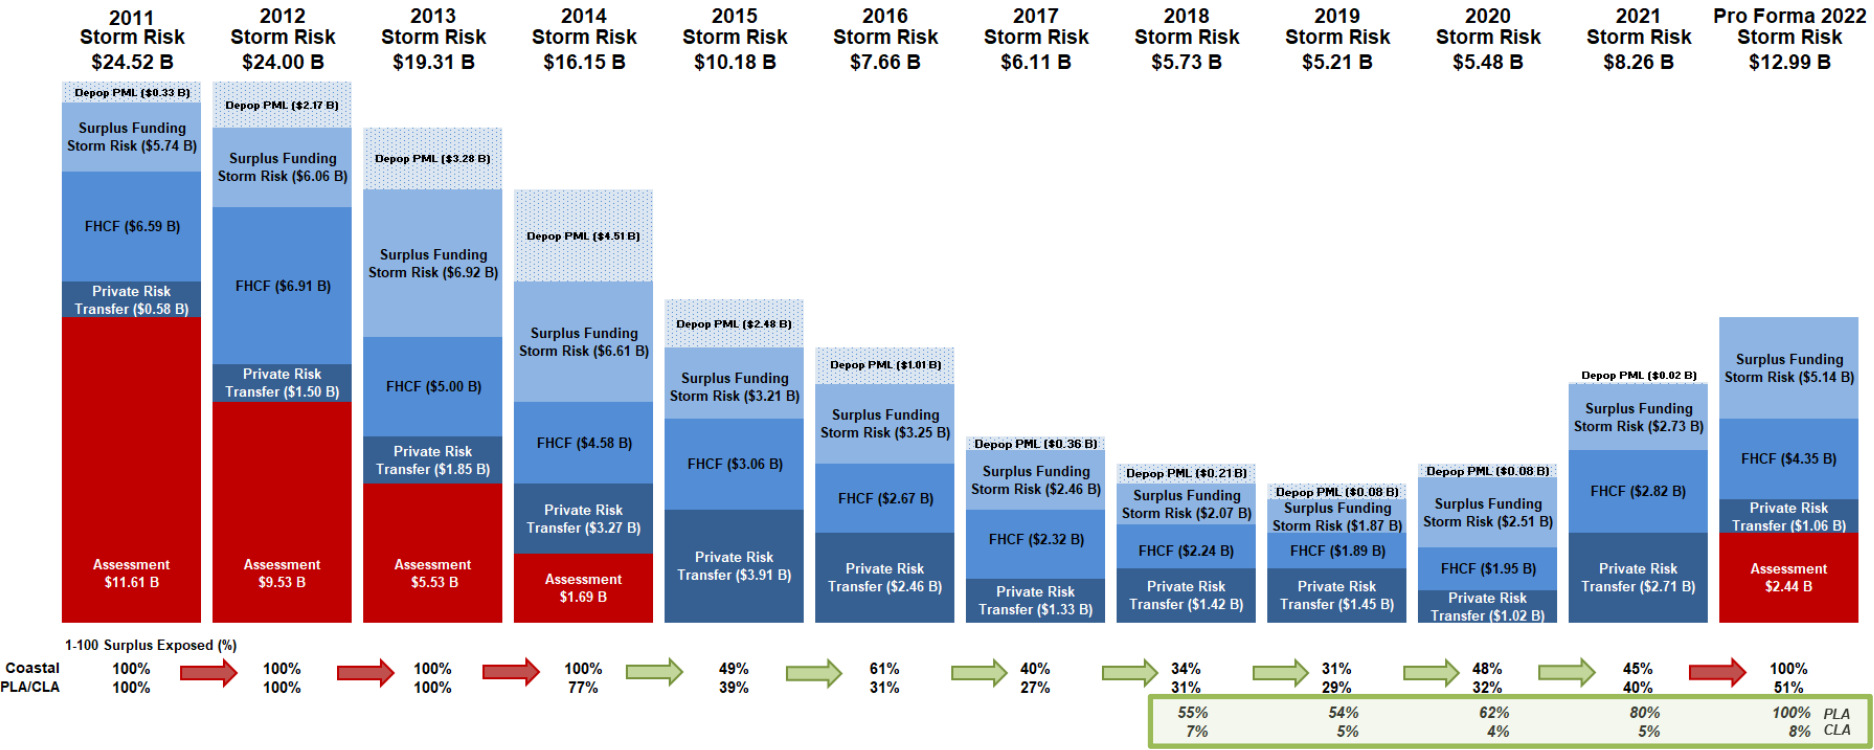 2011
Storm Risk
$24.52 B
2012
Storm Risk
$24.00 B
2013
Storm Risk
$19.31 B
2014
Storm Risk
$16.15 B
2015
Storm Risk
$10.18 B
2016
Storm Risk
$7.66 B
2017
Storm Risk
$6.11 B
2018
Storm Risk
$5.73 B
2019
Storm Risk
$5.21 B
2020
Storm Risk
$5.48 B
2021
Storm Risk
$8.26 B
Pro Forma 2022
Storm Risk
$12.99 B
Depop PML ($0.33 B)
Surplus Funding
Storm Risk ($5.74 B)
FHCF ($6.59 B)
Private Risk
Transfer ($0.58 B)
Assessment
$11.61 B
Depop PML ($2.17 B)
Surplus Funding
Storm Risk ($6.06 B)
FHCF ($6.91 B)
Private Risk
Transfer ($1.50 B)
Assessment
$9.53 B
Depop PML ($3.28 B)
Surplus Funding
Storm Risk ($6.92 B)
FHCF ($5.00 B)
Private Risk
Transfer ($1.85 B)
Assessment
$5.53 B
Depop PML ($4.51 B)
Surplus Funding
Storm Risk ($6.61 B)
FHCF ($4.58 B)
Private Risk
Transfer ($3.27 B)
Assessment
$1.69 B
Depop PML ($2.48 B)
Surplus Funding
Storm Risk ($3.21 B)
FHCF ($3.06 B)
Private Risk
Transfer ($3.91 B)
Depop PML ($1.01 B)
Surplus Funding
Storm Risk ($3.25 B)
FHCF ($2.67 B)
Private Risk
Transfer ($2.46 B)
Depop PML ($0.36 B)
Surplus Funding
Storm Risk ($2.46 B)
FHCF ($2.32 B)
Private Risk
Transfer ($1.33 B)
Depop PML ($0.21 B)
Surplus Funding
Storm Risk ($2.07 B)
FHCF ($2.24 B)
Private Risk
Transfer ($1.42 B)
Depop PML ($0.08 B)
Surplus Funding
Storm Risk ($1.87 B)
FHCF ($1.89 B)
Private Risk
Transfer ($1.45 B)
Depop PML ($0.08 B)
Surplus Funding
Storm Risk ($2.51 B)
FHCF ($1.95 B)
Private Risk
Transfer ($1.02 B)
Depop PML ($0.02 B)
Surplus Funding
Storm Risk ($2.73 B)
FHCF ($2.82 B)
Private Risk
Transfer ($2.71 B)
Surplus Funding
Storm Risk ($5.14 B)
FHCF ($4.35 B)
Private Risk
Transfer ($1.06 B)
Assessment
$2.44 B
1-100 Surplus Exposed (%)
Coastal 100% 100% 100% 100% 49% 61% 40% 34% 31% 48% 45% 100%
PLA/CLA 100% 100% 100% 77% 39% 31% 27% 31% 29% 32% 40% 51%
55% 54% 62% 80% 100% PLA
7% 5% 4% 5% 8% CLA